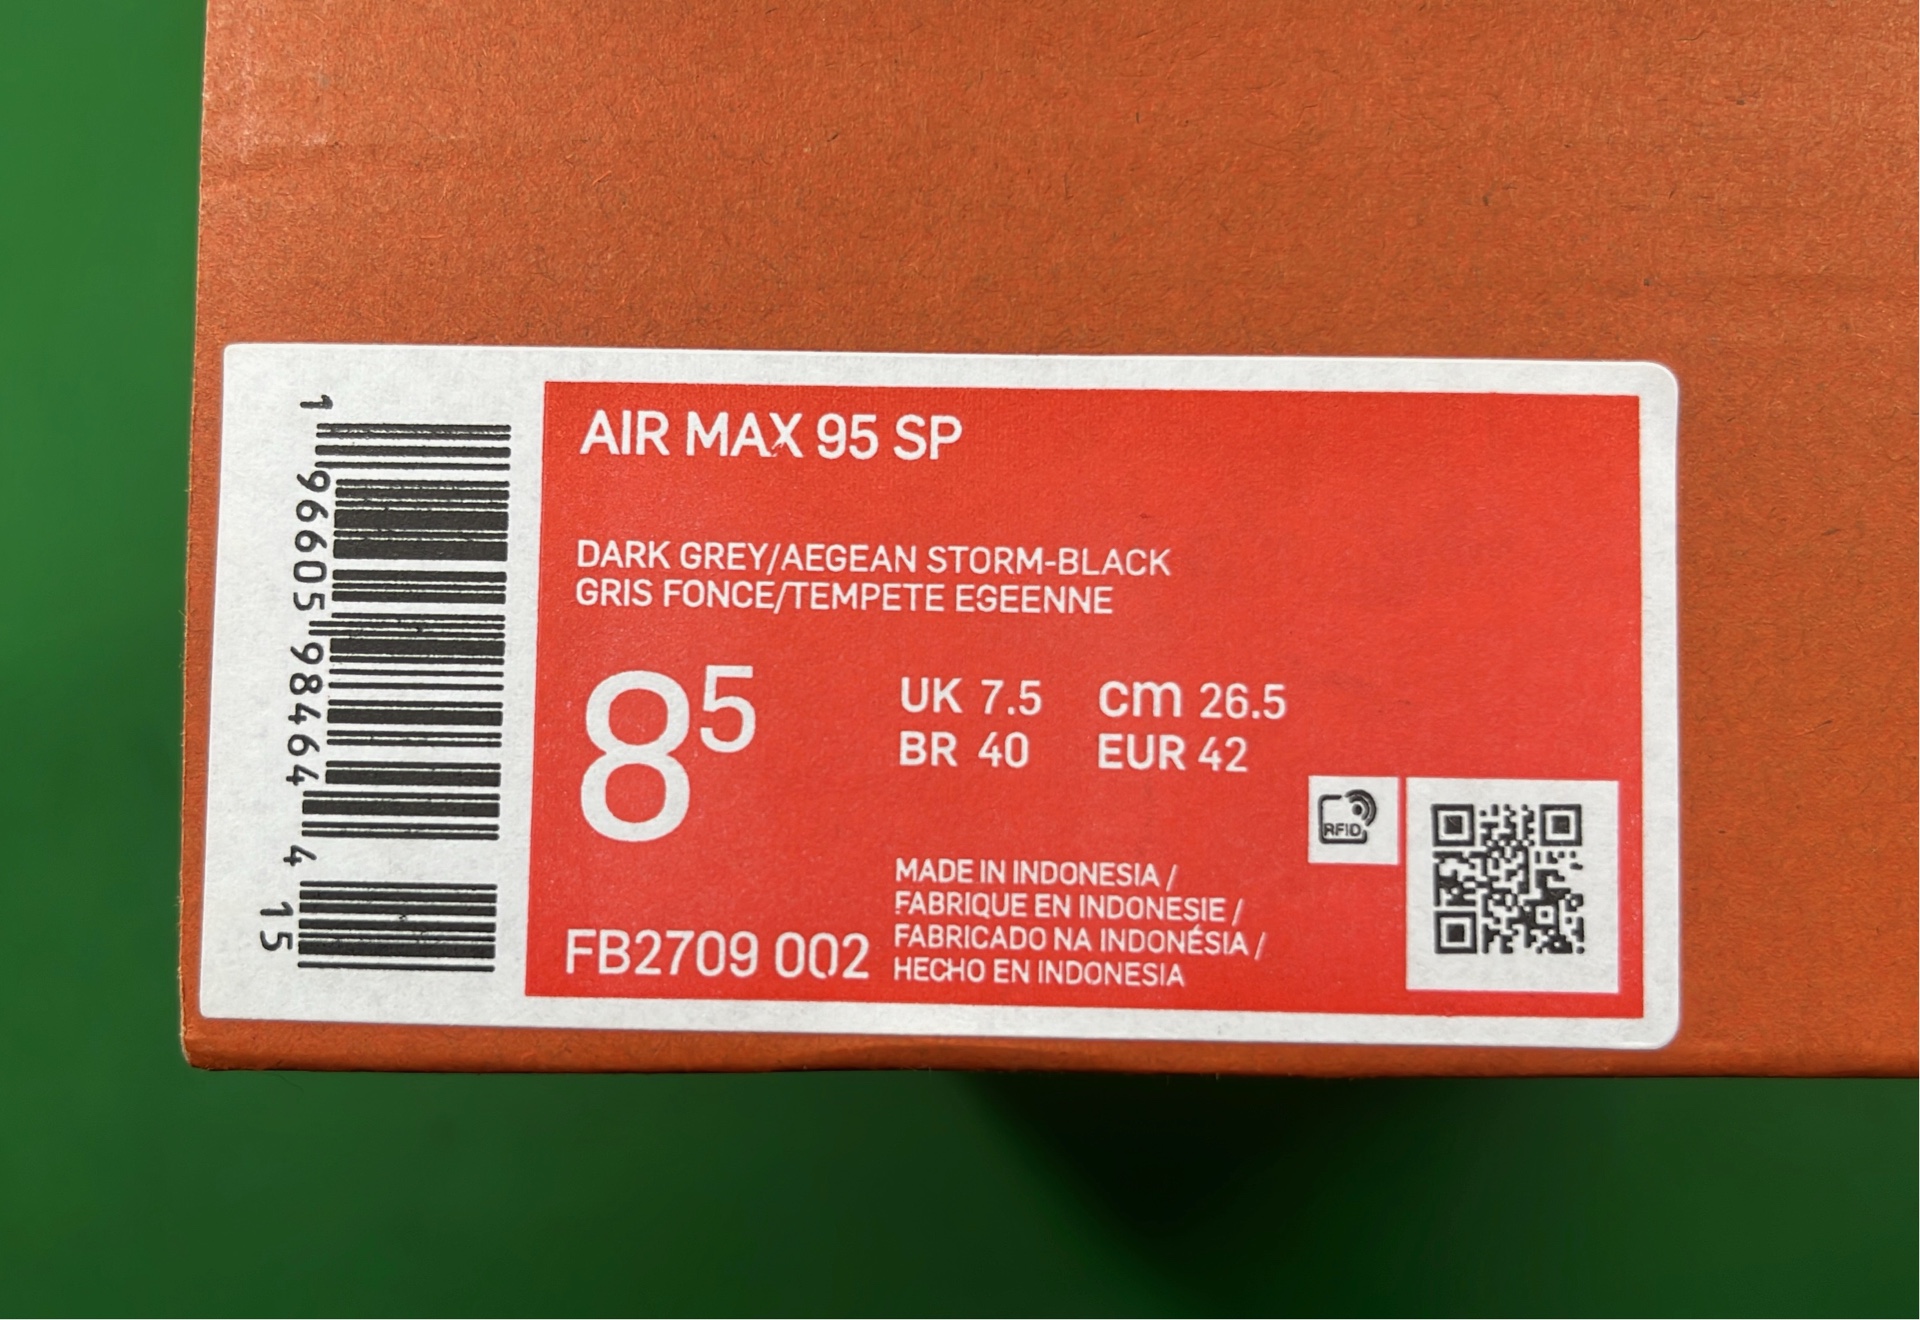 AIR MAX 95 SP
DARK GREY/AEGEAN STORM-BLACK
GRIS FONCE/TEMPETE EGEENNE
8 5
UK 7.5 cm 26.5
BR 40 EUR 42
RFID
MADE IN INDONESIA /
FABRIQUE EN INDONESIE /
FABRICADO NA INDONÉSIA /
HECHO EN INDONESIA
FB2709 002
1 96605 98464 4 15